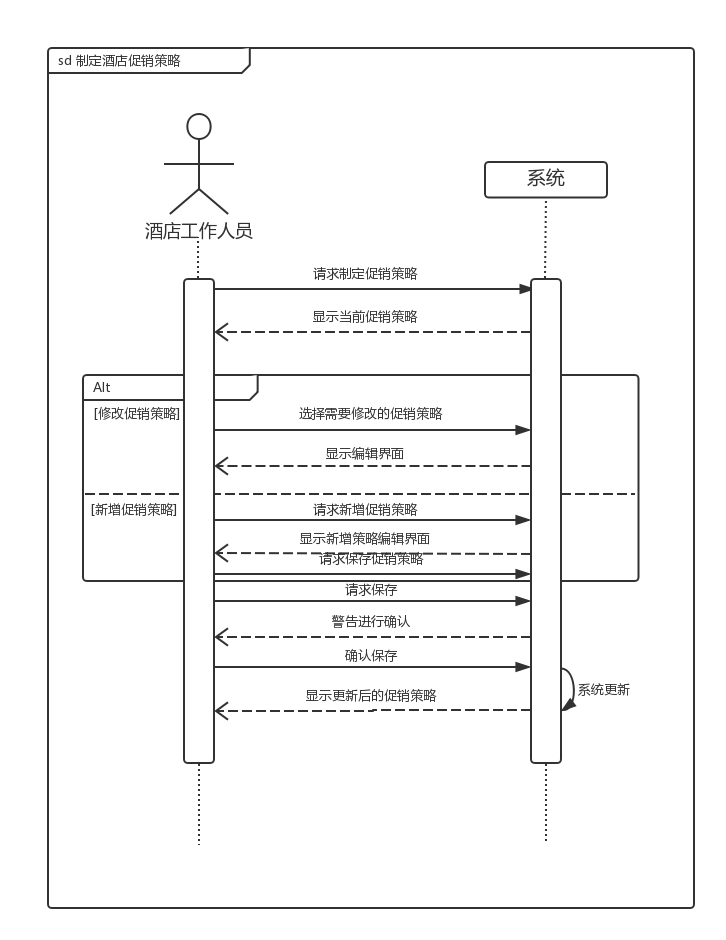 sd 制定酒店促销策略
系统
酒店工作人员
请求制定促销策略
显示当前促销策略
Alt
[修改促销策略]
选择需要修改的促销策略
显示编辑界面
[新增促销策略]
请求新增促销策略
显示新增策略编辑界面
请求保存促销策略
请求保存
警告进行确认
确认保存
系统更新
显示更新后的促销策略